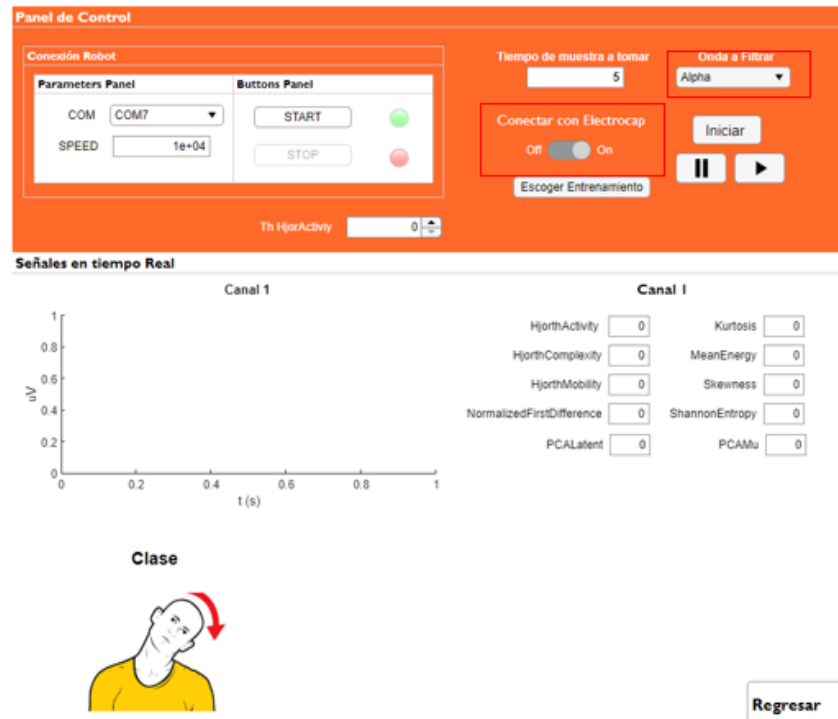 Panel de Control
Conexión Robot
Parameters Panel
Buttons Panel
COM
COM7
START
SPEED
1e+04
STOP
Th HjorActiviy
0
Tiempo de muestra a tomar
5
Onda a Filtrar
Alpha
Conectar con Electrocap
Off
On
Iniciar
Escoger Entrenamiento
Señales en tiempo Real
Canal 1
1
0.8
0.6
0.4
0.2
0
uV
0
0.2
0.4
0.6
0.8
1
t (s)
Canal 1
HjorthActivity 0
Kurtosis 0
HjorthComplexity 0
MeanEnergy 0
HjorthMobility 0
Skewness 0
NormalizedFirstDifference 0
ShannonEntropy 0
PCALatent 0
PCAMu 0
Clase
Regresar